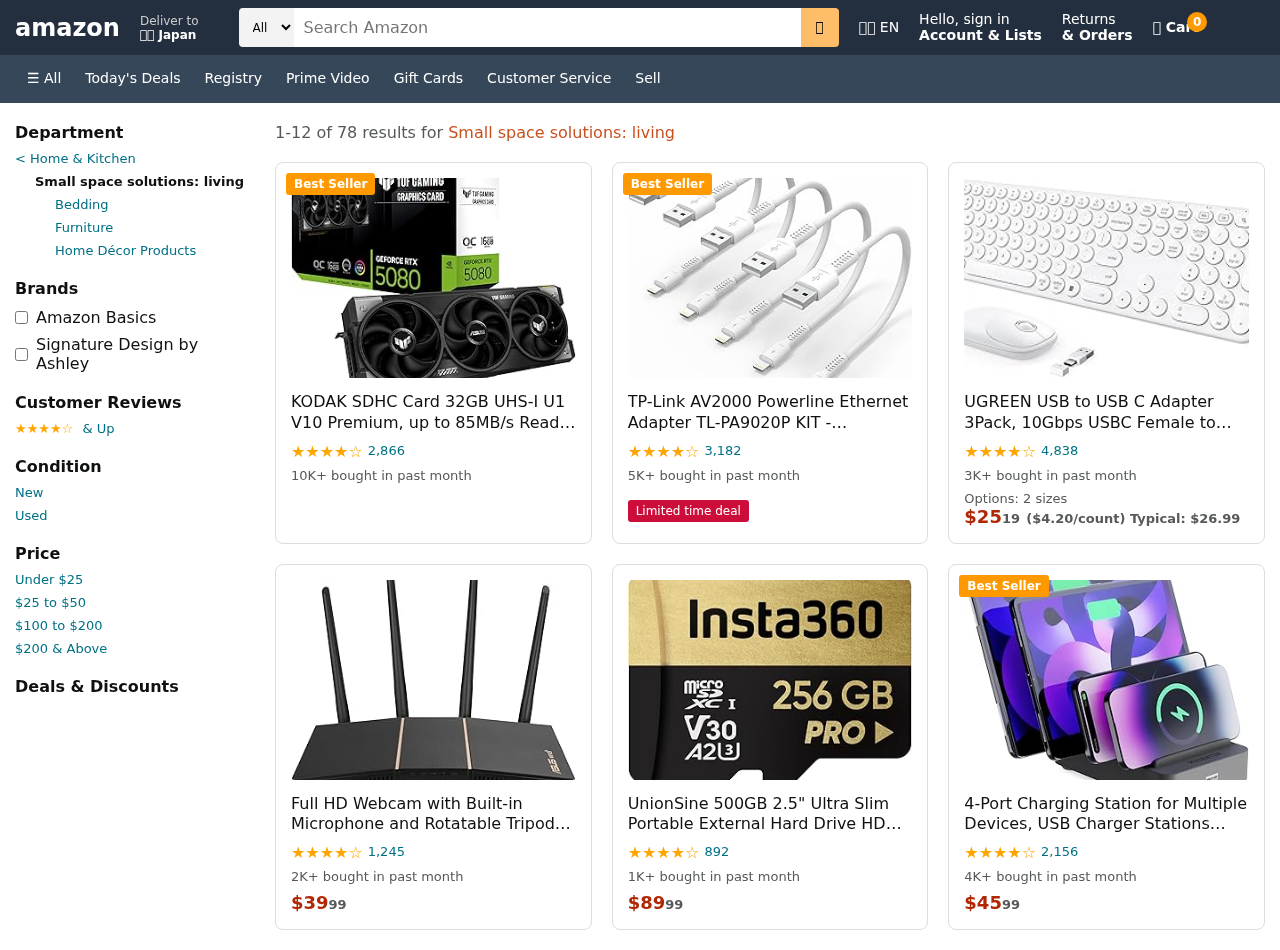 amazon
Deliver to
Japan
All
Search Amazon
EN
Hello, sign in
Account & Lists
Returns
& Orders
0
☰ All
Today's Deals
Registry
Prime Video
Gift Cards
Customer Service
Sell
Department
< Home & Kitchen
Small space solutions: living
Bedding
Furniture
Home Décor Products
Brands
Amazon Basics
Signature Design by
Ashley
Customer Reviews
★★★★☆ & Up
Condition
New
Used
Price
Under $25
$25 to $50
$100 to $200
$200 & Above
Deals & Discounts
1-12 of 78 results for Small space solutions: living
Best Seller
TUF GAMING
GRAPHICS CARD
TUF GAMING
GRAPHICS CARD
OC 16GB
GEFORCE RTX
5080
OC 16GB
GEFORCE RTX
5080
KODAK SDHC Card 32GB UHS-I U1
V10 Premium, up to 85MB/s Read…
★★★★☆ 2,866
10K+ bought in past month
Best Seller
TP-Link AV2000 Powerline Ethernet
Adapter TL-PA9020P KIT -…
★★★★☆ 3,182
5K+ bought in past month
Limited time deal
UGREEN USB to USB C Adapter
3Pack, 10Gbps USBC Female to…
★★★★☆ 4,838
3K+ bought in past month
Options: 2 sizes
$25 19 ($4.20/count) Typical: $26.99
Full HD Webcam with Built-in
Microphone and Rotatable Tripod…
★★★★☆ 1,245
2K+ bought in past month
$39 99
Insta360
micro
SD
XC I
256 GB
V30
PRO
A2 U3
UnionSine 500GB 2.5" Ultra Slim
Portable External Hard Drive HD…
★★★★☆ 892
1K+ bought in past month
$89 99
Best Seller
4-Port Charging Station for Multiple
Devices, USB Charger Stations…
★★★★☆ 2,156
4K+ bought in past month
$45 99